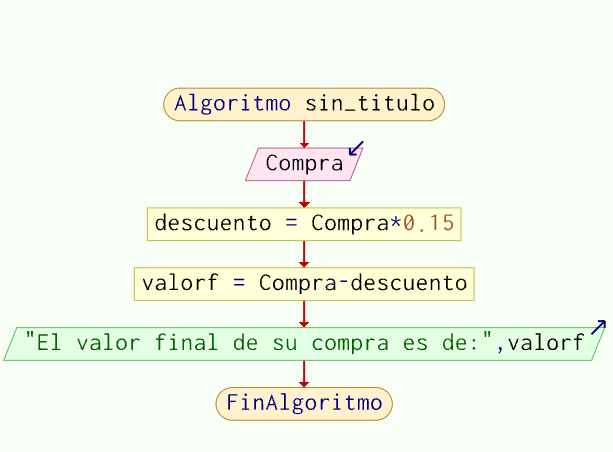 Algoritmo sin_titulo
Compra
descuento = Compra*0.15
valorf = Compra-descuento
"El valor final de su compra es de:",valorf
FinAlgoritmo